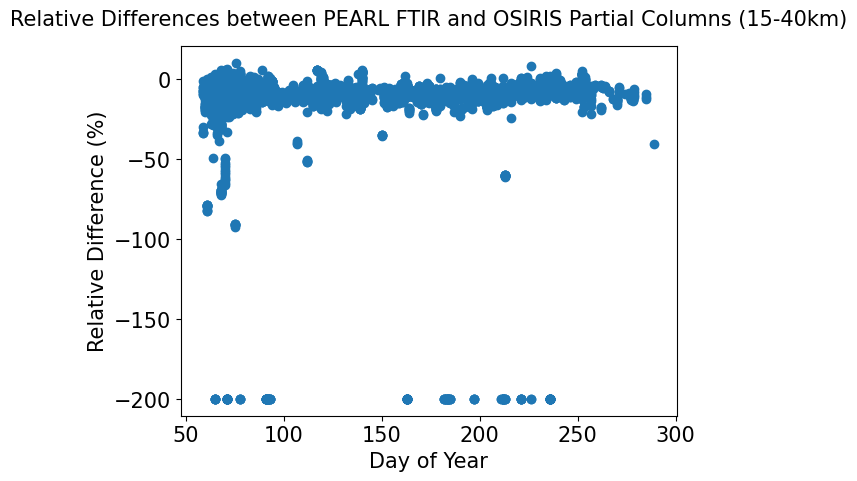 Relative Differences between PEARL FTIR and OSIRIS Partial Columns (15-40km)
Relative Difference (%)
0
−50
−100
−150
−200
50 100 150 200 250 300
Day of Year